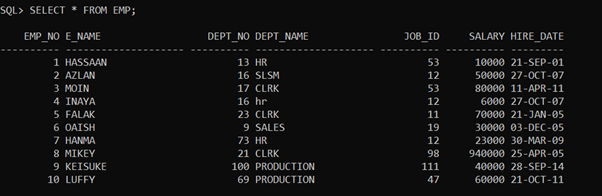 SQL> SELECT * FROM EMP;
EMP_NO E_NAME DEPT_NO DEPT_NAME JOB_ID SALARY HIRE_DATE
---------- -------------------- ---------- -------------------- ---------- ---------- ---------
1 HASSAAN 13 HR 53 10000 21-SEP-01
2 AZLAN 16 SLSM 12 50000 27-OCT-07
3 MOIN 17 CLRK 53 80000 11-APR-11
4 INAYA 16 hr 12 6000 27-OCT-07
5 FALAK 23 CLRK 11 70000 21-JAN-05
6 OAISH 9 SALES 19 30000 03-DEC-05
7 HANMA 73 HR 12 23000 30-MAR-09
8 MIKEY 21 CLRK 98 940000 25-APR-05
9 KEISUKE 100 PRODUCTION 111 40000 28-SEP-14
10 LUFFY 69 PRODUCTION 47 60000 21-OCT-11